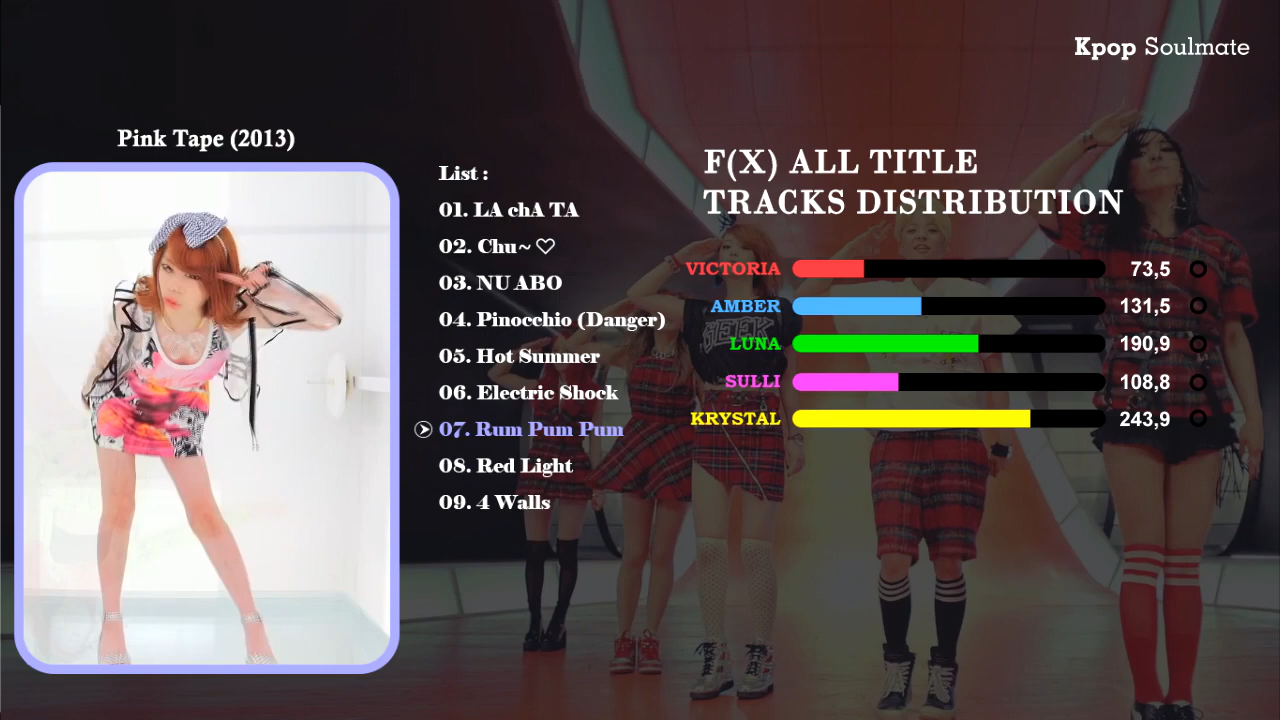 Kpop Soulmate
Pink Tape (2013)
List :
01. LA chA TA
02. Chu~ ♡
03. NU ABO
04. Pinocchio (Danger)
05. Hot Summer
06. Electric Shock
07. Rum Pum Pum
08. Red Light
09. 4 Walls
F(X) ALL TITLE
TRACKS DISTRIBUTION
VICTORIA 73,5
AMBER 131,5
LUNA 190,9
SULLI 108,8
KRYSTAL 243,9
GEEK